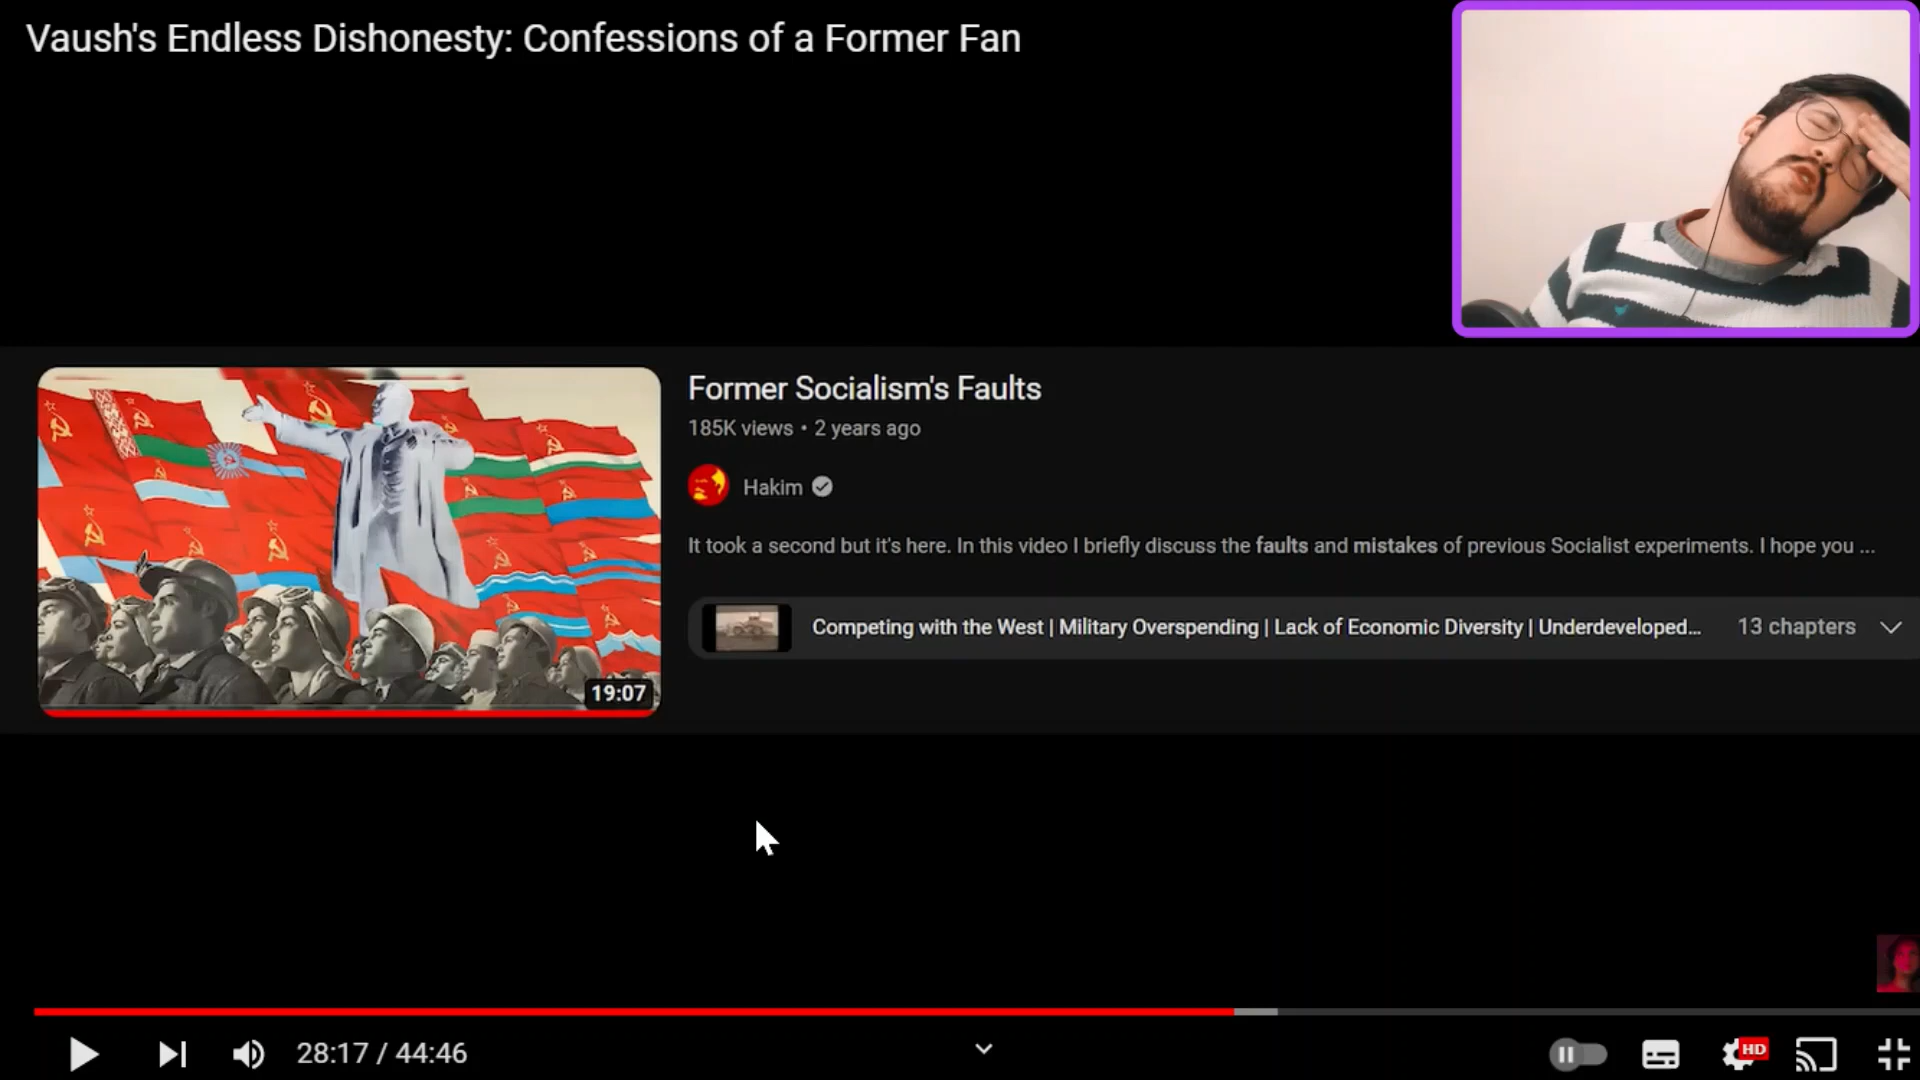 Vaush's Endless Dishonesty: Confessions of a Former Fan
Former Socialism's Faults
185K views • 2 years ago
Hakim
It took a second but it's here. In this video I briefly discuss the faults and mistakes of previous Socialist experiments. I hope you ...
19:07
Competing with the West | Military Overspending | Lack of Economic Diversity | Underdeveloped...
13 chapters
28:17 / 44:46
HD